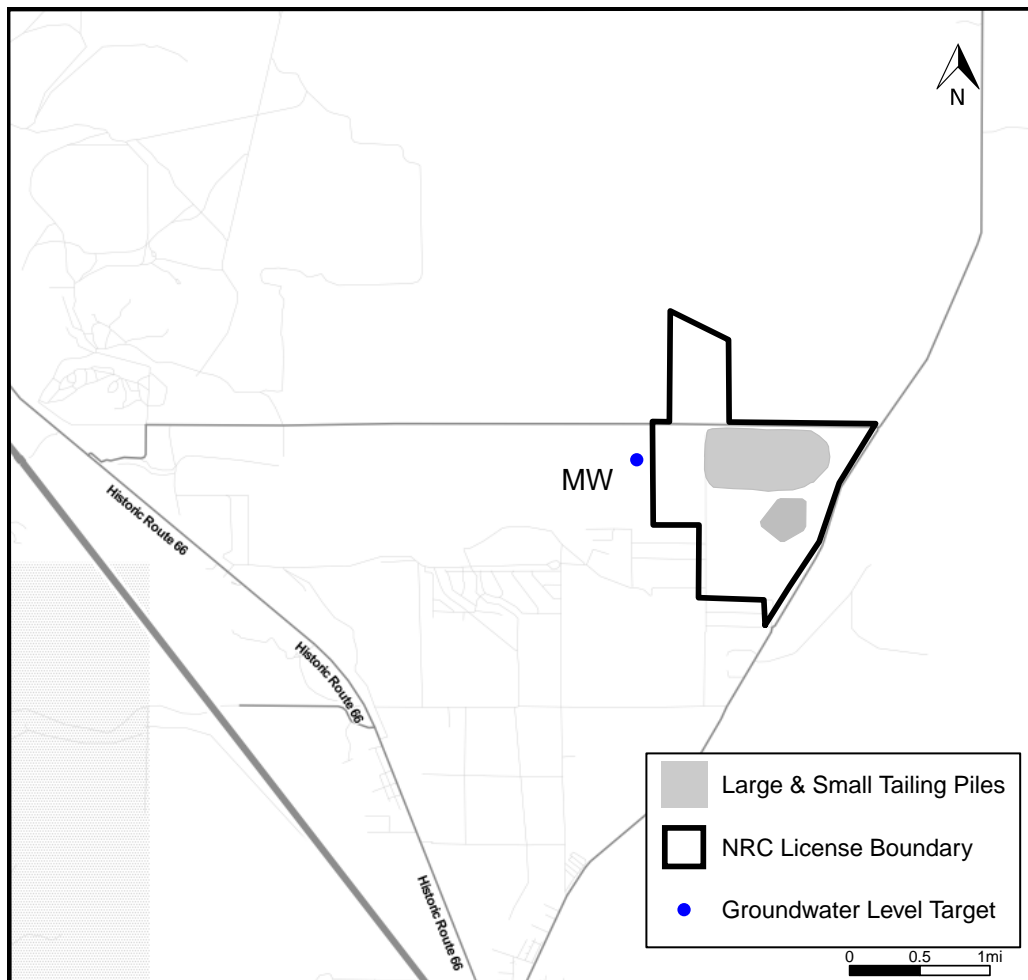 N
MW
Historic Route 66
Historic Route 66
Historic Route 66
Large & Small Tailing Piles
NRC License Boundary
Groundwater Level Target
0 0.5 1mi